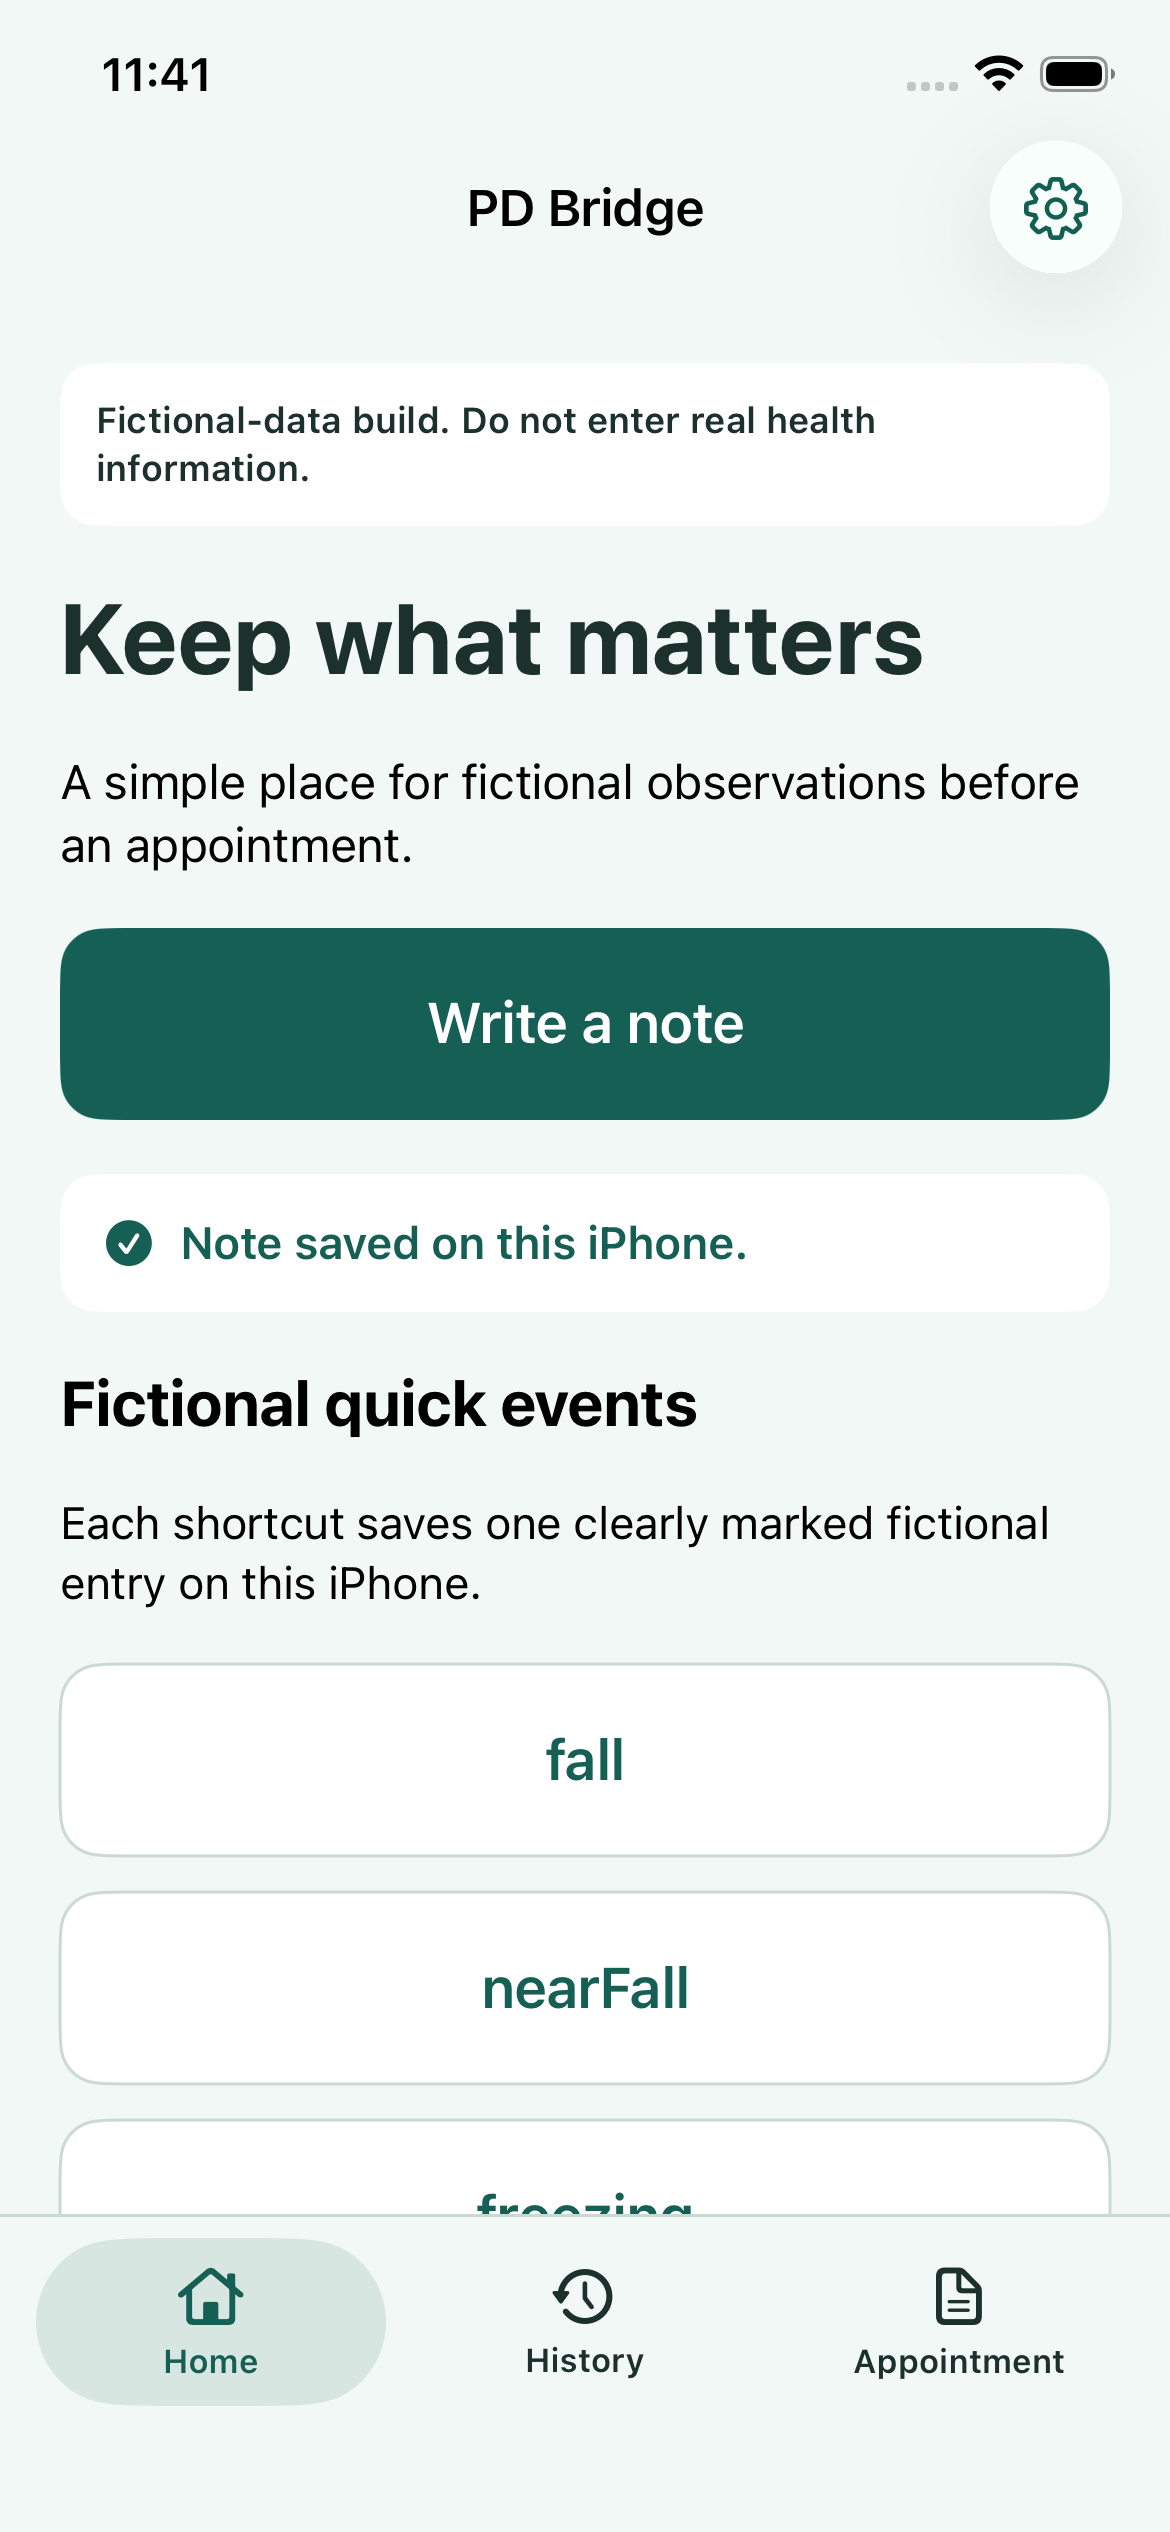 11:41
PD Bridge
Fictional-data build. Do not enter real health
information.
Keep what matters
A simple place for fictional observations before
an appointment.
Write a note
Note saved on this iPhone.
Fictional quick events
Each shortcut saves one clearly marked fictional
entry on this iPhone.
fall
nearFall
freezing
Home
History
Appointment